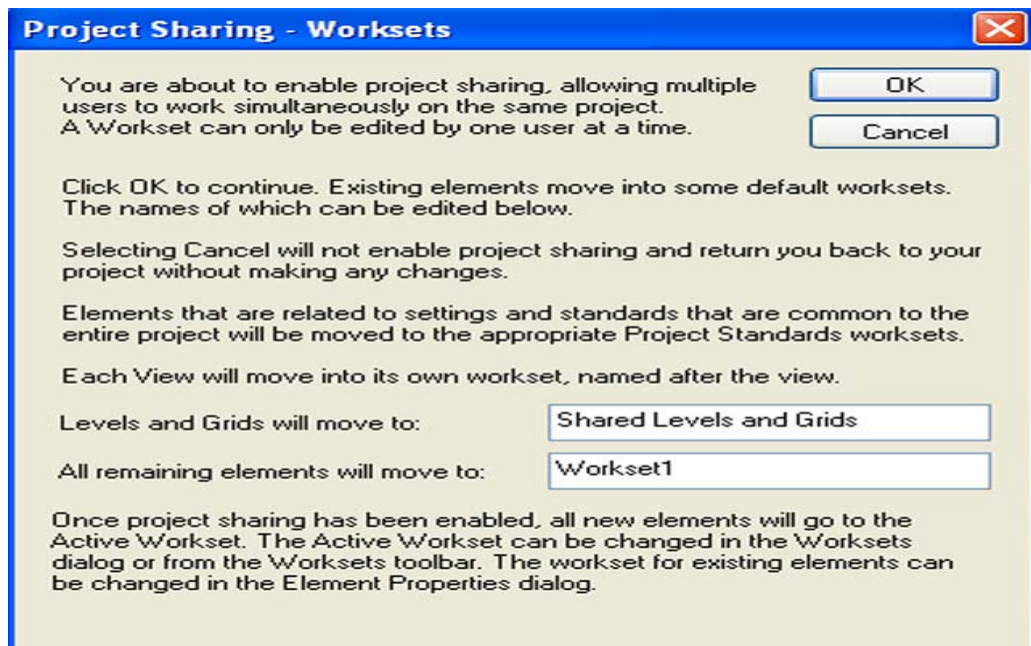 Project Sharing - Worksets
You are about to enable project sharing, allowing multiple
users to work simultaneously on the same project.
A Workset can only be edited by one user at a time.
OK
Cancel
Click OK to continue. Existing elements move into some default worksets.
The names of which can be edited below.
Selecting Cancel will not enable project sharing and return you back to your
project without making any changes.
Elements that are related to settings and standards that are common to the
entire project will be moved to the appropriate Project Standards worksets.
Each View will move into its own workset, named after the view.
Levels and Grids will move to: Shared Levels and Grids
All remaining elements will move to: Workset1
Once project sharing has been enabled, all new elements will go to the
Active Workset. The Active Workset can be changed in the Worksets
dialog or from the Worksets toolbar. The workset for existing elements can
be changed in the Element Properties dialog.